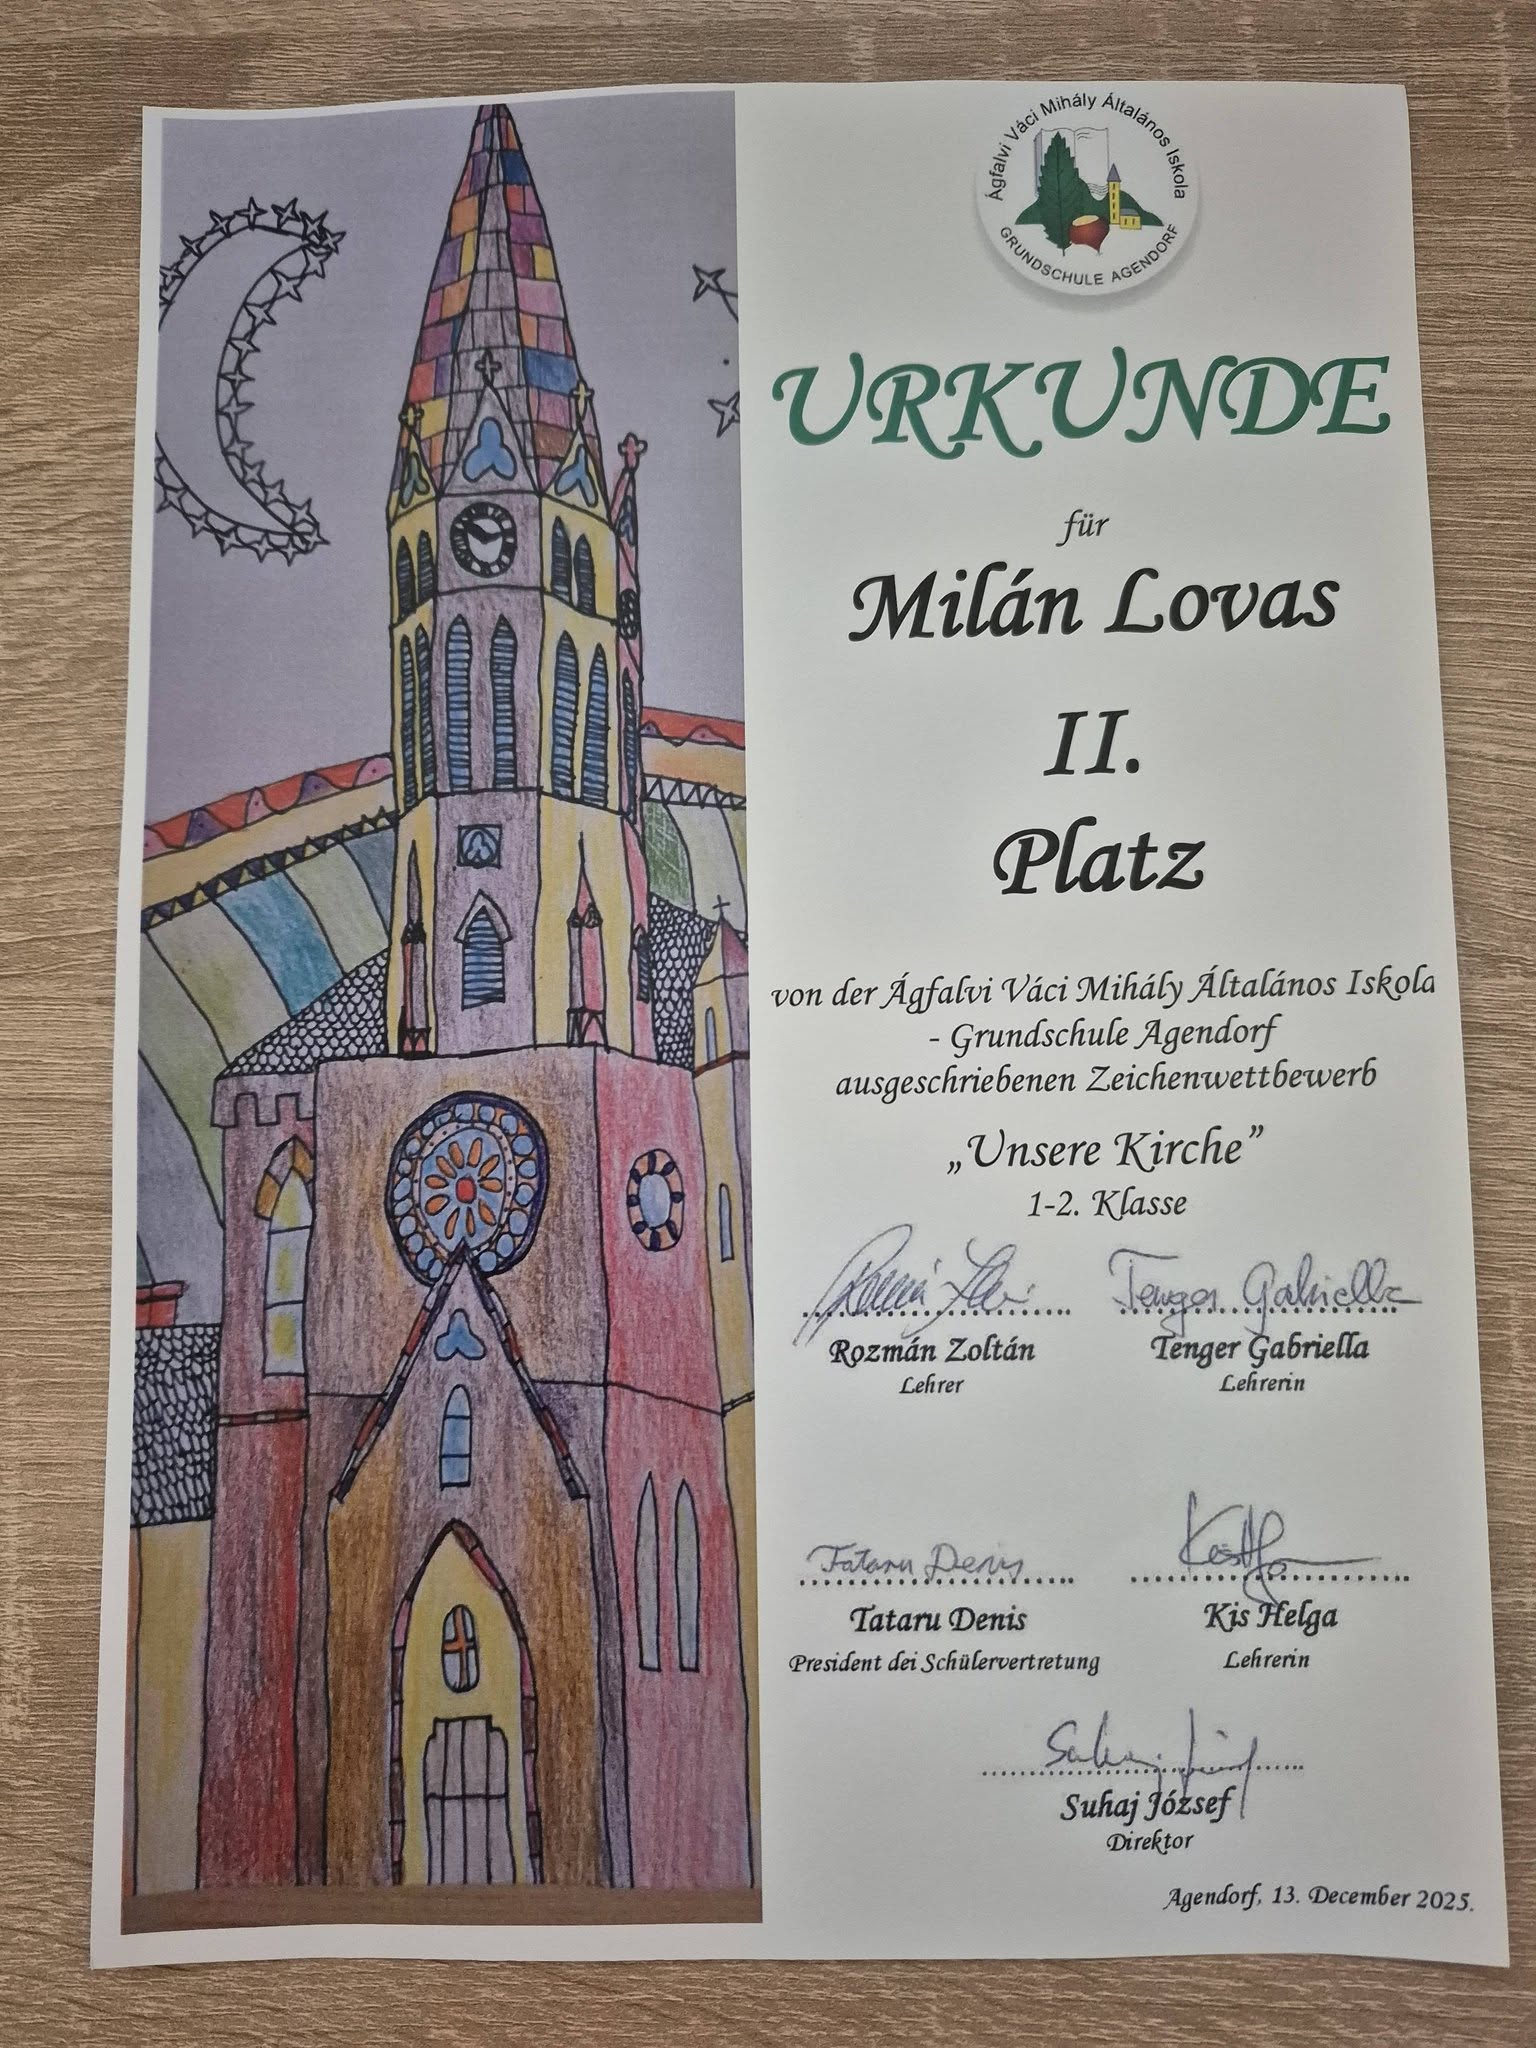 Ágfalvi Váci Mihály Általános Iskola
GRUNDSCHULE AGENDORF
URKUNDE
für
Milán Lovas
II.
Platz
von der Ágfalvi Váci Mihály Általános Iskola
- Grundschule Agendorf
ausgeschriebenen Zeichenwettbewerb
„Unsere Kirche”
1-2. Klasse
Tenger Gabriella
Rozmán Zoltán
Tenger Gabriella
Lehrer
Lehrerin
Tataru Denis
Tataru Denis
Kis Helga
President dei Schülervertretung
Lehrerin
Suhaj József
Direktor
Agendorf, 13. December 2025.